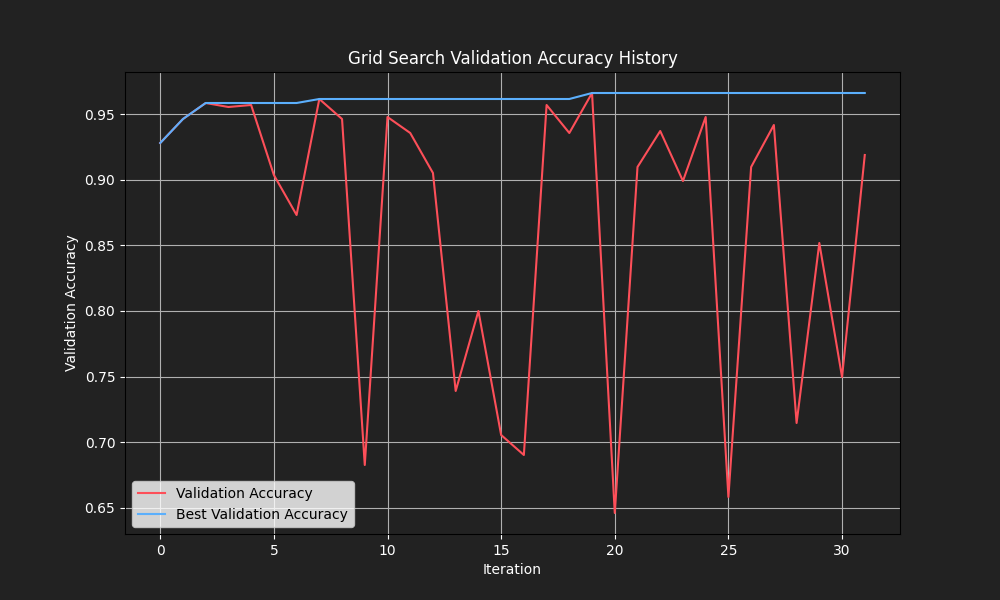 Grid Search Validation Accuracy History
Validation Accuracy
0.95
0.90
0.85
0.80
0.75
0.70
0.65
Validation Accuracy
Best Validation Accuracy
0 5 10 15 20 25 30
Iteration